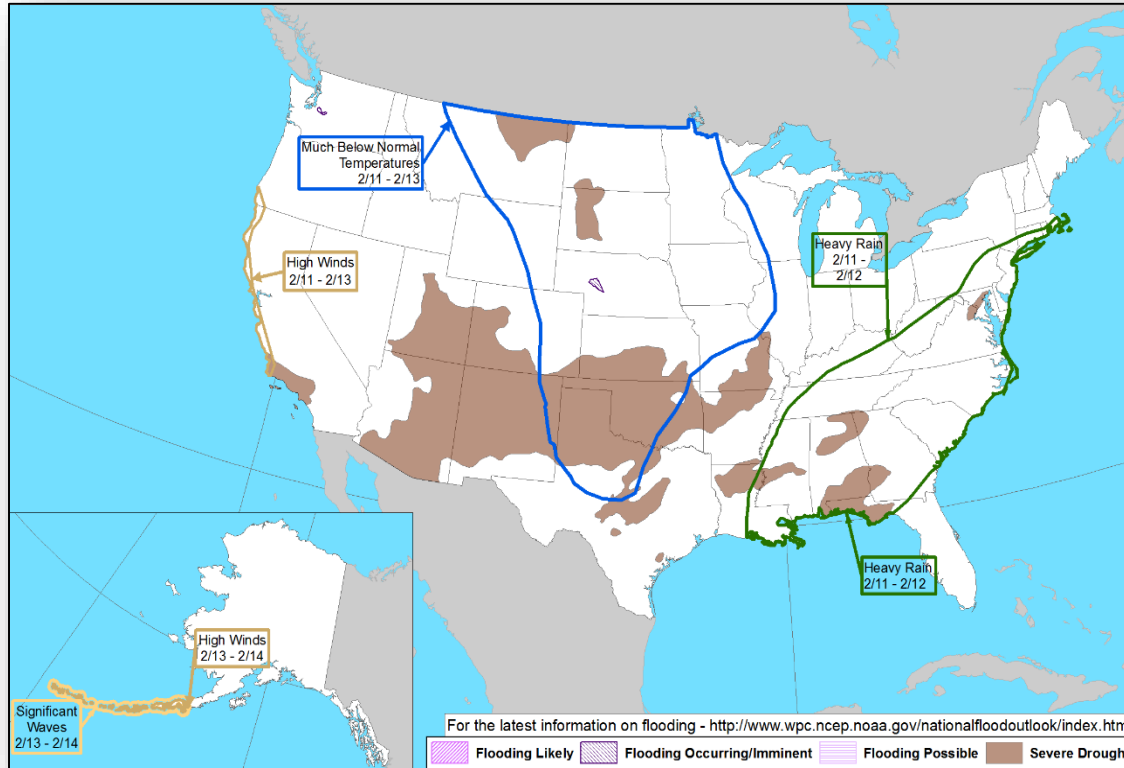 Much Below Normal
Temperatures
2/11 - 2/13
High Winds
2/11 - 2/13
Heavy Rain
2/11 -
2/12
Heavy Rain
2/11 - 2/12
High Winds
2/13 - 2/14
Significant
Waves
2/13 - 2/14
For the latest information on flooding - http://www.wpc.ncep.noaa.gov/nationalfloodoutlook/index.htm
Flooding Likely
Flooding Occurring/Imminent
Flooding Possible
Severe Drough